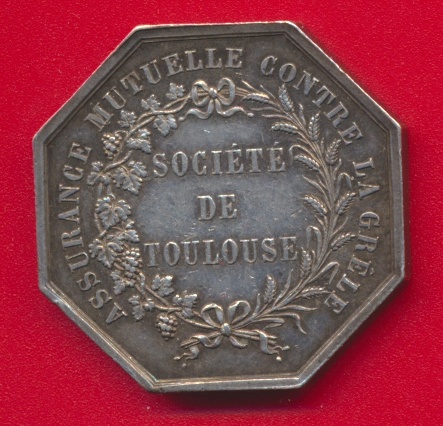 ASSURANCE MUTUELLE CONTRE LA GRÊLE
SOCIÉTÉ
DE
TOULOUSE